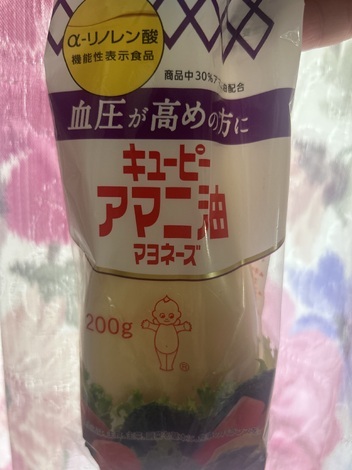 α-リノレン酸
機能性表示食品
商品中30%アマニ油配合
血圧が高めの方に
キユーピー
アマニ油
マヨネーズ
200g
®